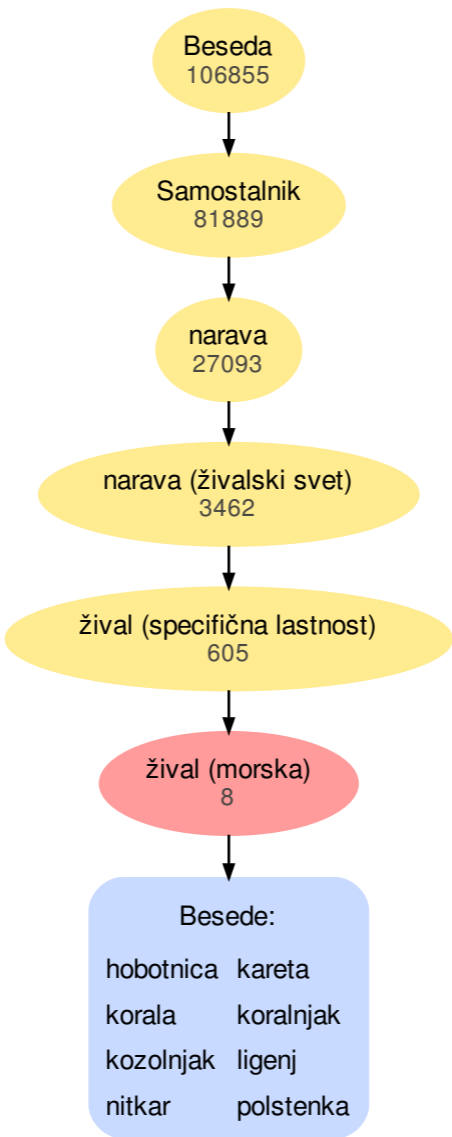 Beseda
106855
Samostalnik
81889
narava
27093
narava (živalski svet)
3462
žival (specifična lastnost)
605
žival (morska)
8
Besede:
hobotnica kareta
korala koralnjak
kozolnjak ligenj
nitkar polstenka